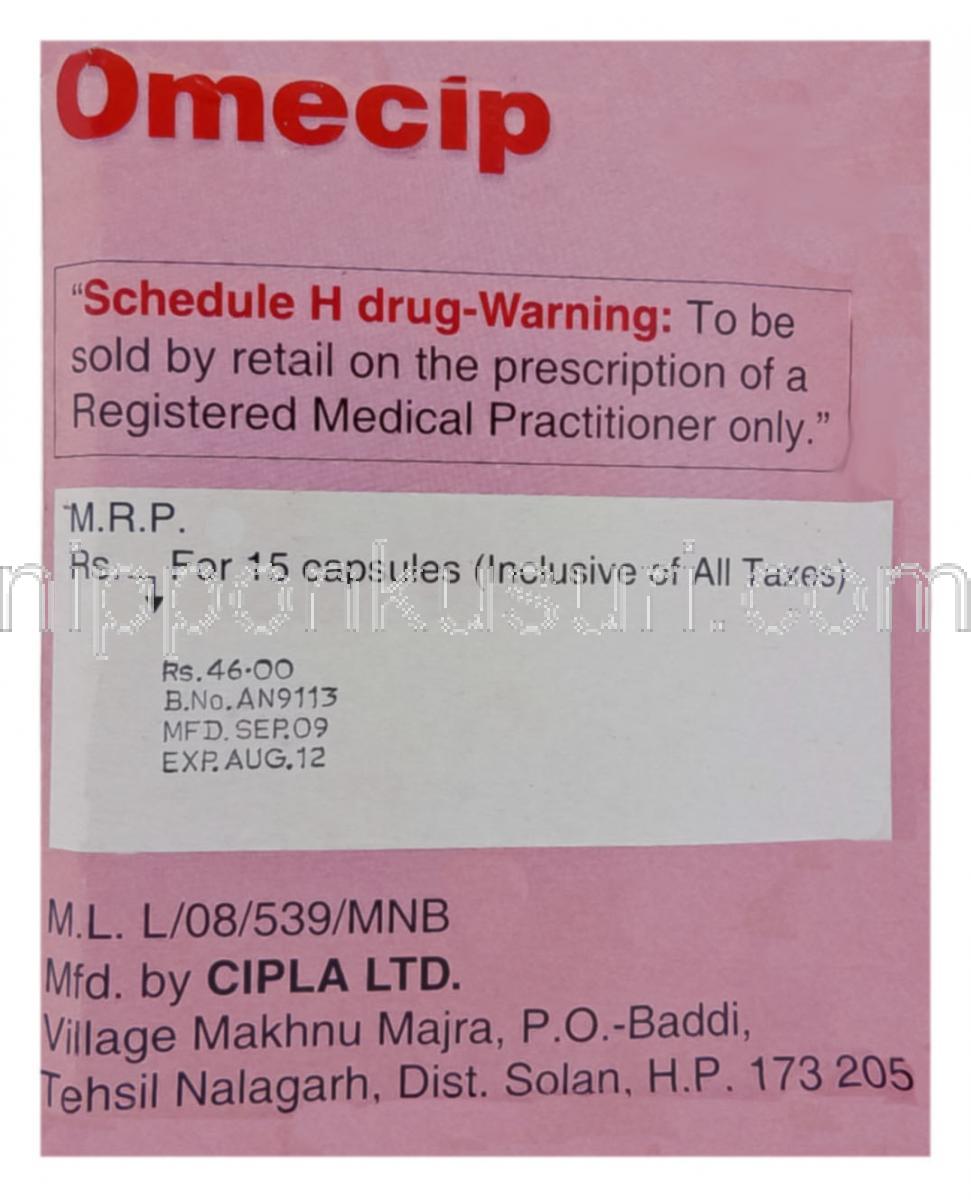 Omecip
“Schedule H drug-Warning: To be
sold by retail on the prescription of a
Registered Medical Practitioner only.”
M.R.P.
Rs... For 15 capsules (Inclusive of All Taxes)
nipponkusuri.com
Rs.46·00
B.No.AN9113
MFD.SEP.09
EXP.AUG.12
M.L. L/08/539/MNB
Mfd. by CIPLA LTD.
Village Makhnu Majra, P.O.-Baddi,
Tehsil Nalagarh, Dist. Solan, H.P. 173 205